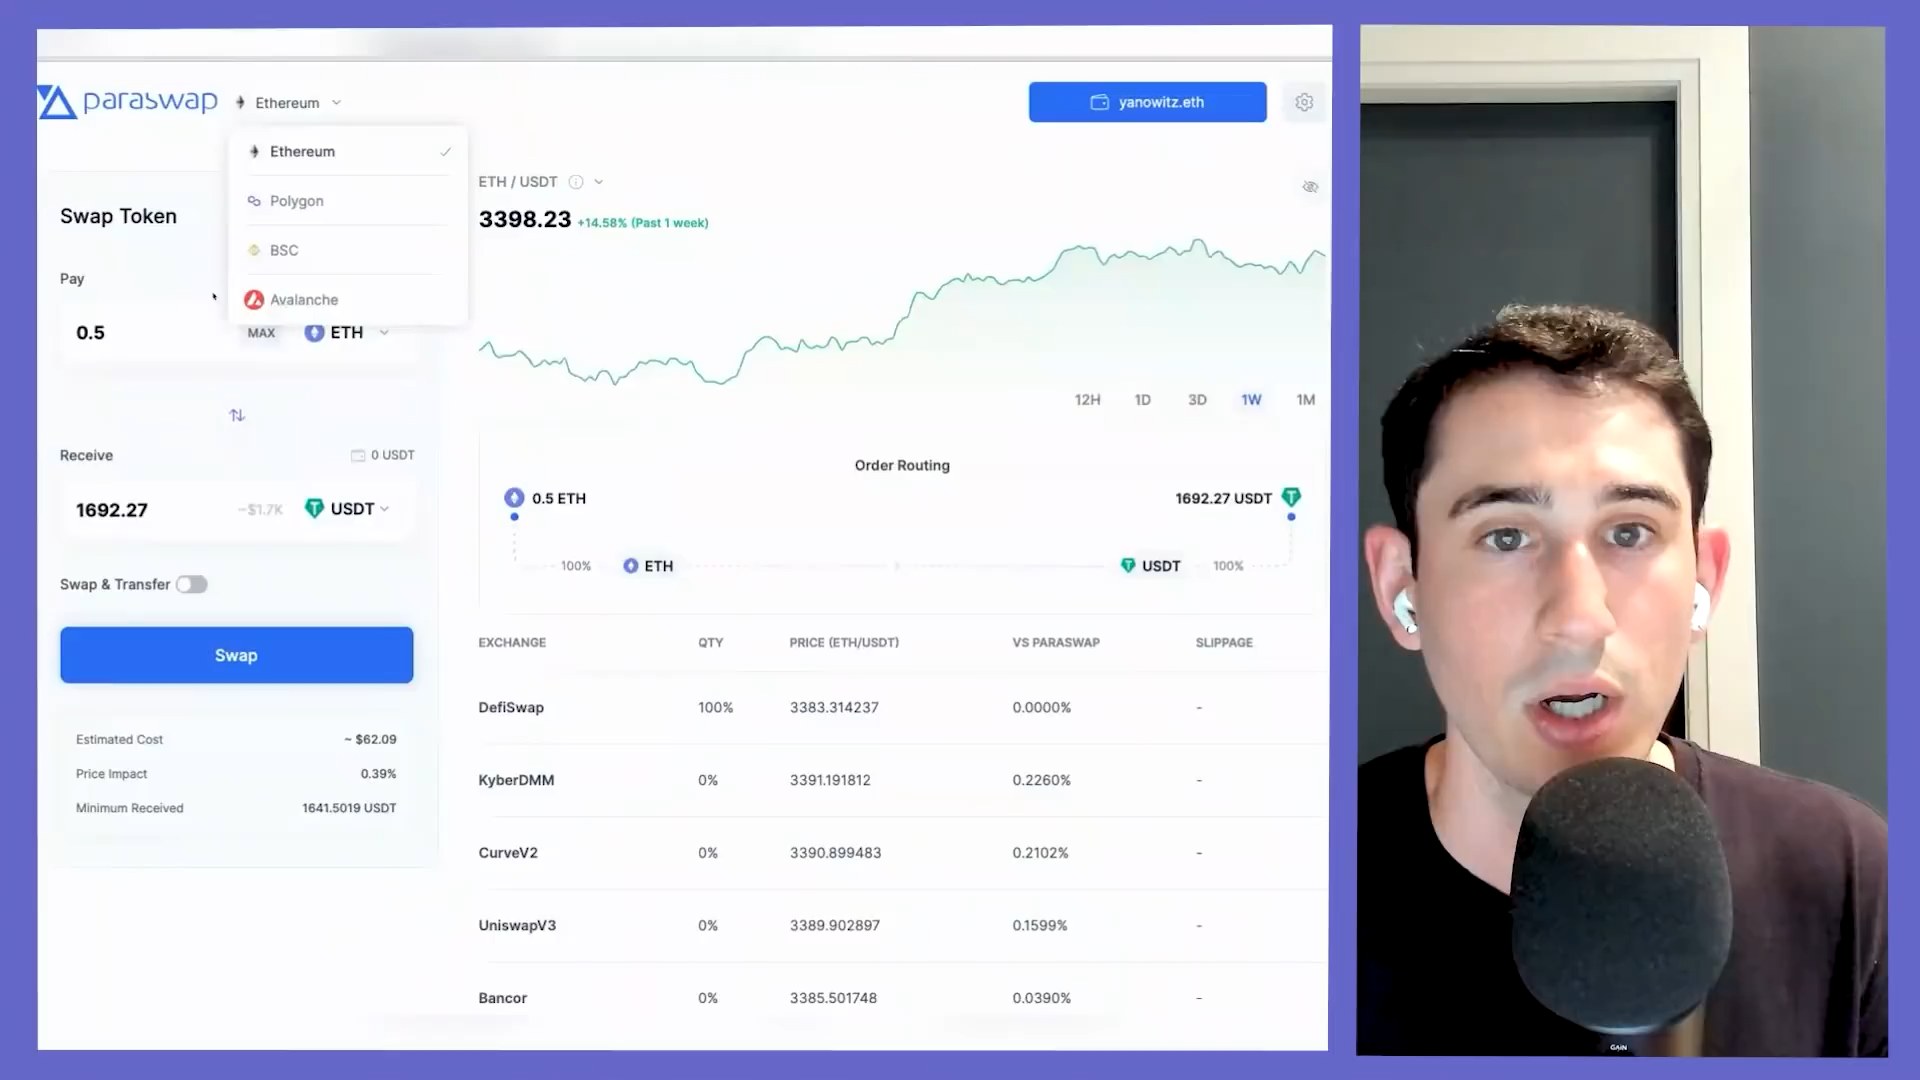 paraswap
Ethereum
yanowitz.eth
Ethereum
Polygon
BSC
Avalanche
Swap Token
Pay
0.5
MAX
ETH
Receive
0 USDT
1692.27
~$1.7K
USDT
Swap & Transfer
Swap
Estimated Cost
~ $62.09
Price Impact
0.39%
Minimum Received
1641.5019 USDT
ETH / USDT
3398.23 +14.58% (Past 1 week)
12H 1D 3D 1W 1M
Order Routing
0.5 ETH
1692.27 USDT
100% ETH USDT 100%
EXCHANGE QTY PRICE (ETH/USDT) VS PARASWAP SLIPPAGE
DefiSwap 100% 3383.314237 0.0000% -
KyberDMM 0% 3391.191812 0.2260% -
CurveV2 0% 3390.899483 0.2102% -
UniswapV3 0% 3389.902897 0.1599% -
Bancor 0% 3385.501748 0.0390% -
GAIN